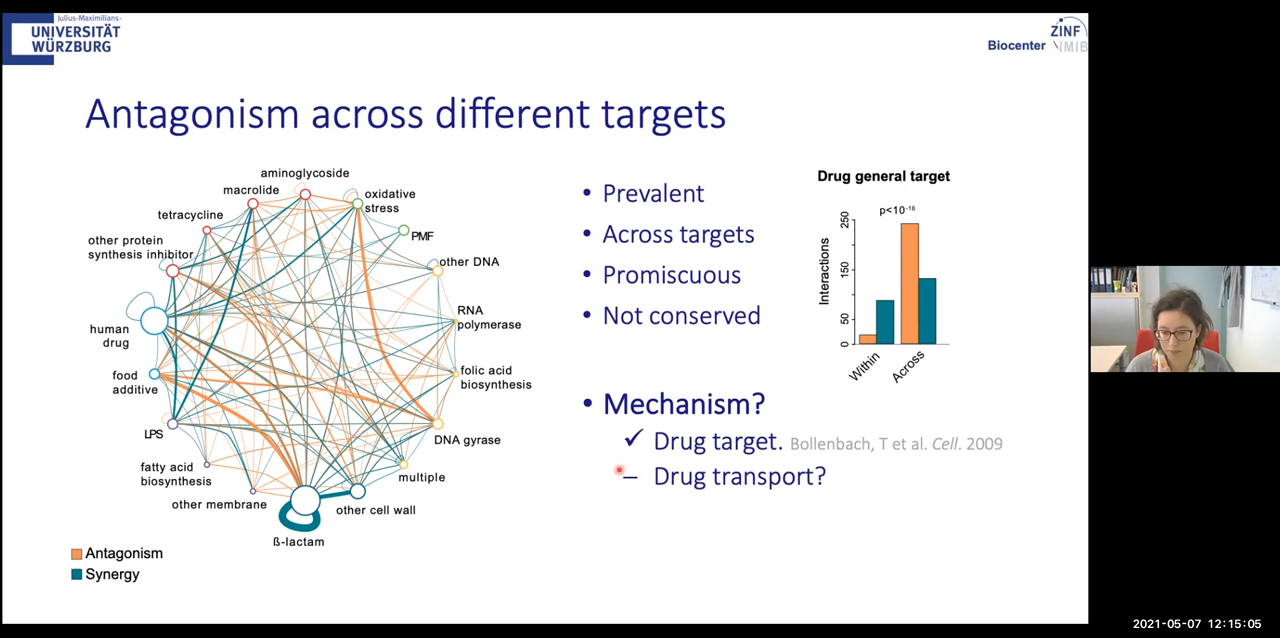 Julius-Maximilians-
UNIVERSITÄT
WÜRZBURG
ZINF
Biocenter IMIB
Antagonism across different targets
aminoglycoside
macrolide
oxidative
stress
tetracycline
PMF
other protein
synthesis inhibitor
other DNA
human
drug
RNA
polymerase
food
additive
folic acid
biosynthesis
LPS
DNA gyrase
fatty acid
biosynthesis
multiple
other membrane
other cell wall
ß-lactam
Antagonism
Synergy
• Prevalent
• Across targets
• Promiscuous
• Not conserved
Drug general target
p<10⁻¹⁶
Interactions
250
150
50
0
Within
Across
• Mechanism?
✓ Drug target. Bollenbach, T et al. Cell. 2009
– Drug transport?
2021-05-07 12:15:05